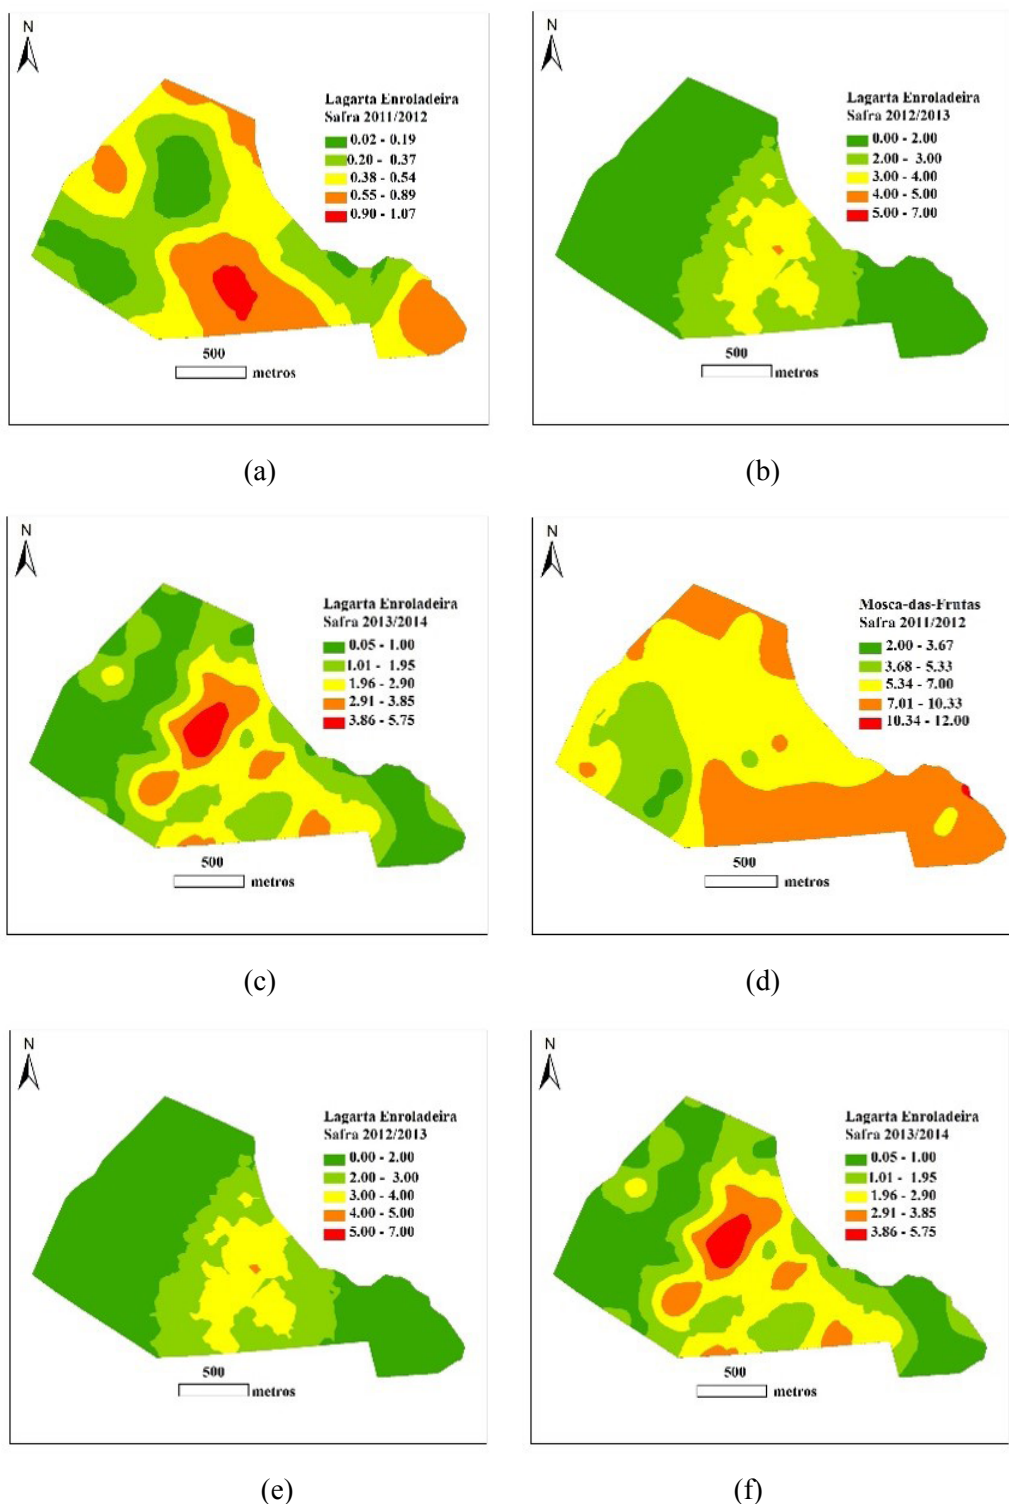 N
Lagarta Enroladeira
Safra 2011/2012
0.02 - 0.19
0.20 - 0.37
0.38 - 0.54
0.55 - 0.89
0.90 - 1.07
500
metros
(a)
N
Lagarta Enroladeira
Safra 2012/2013
0.00 - 2.00
2.00 - 3.00
3.00 - 4.00
4.00 - 5.00
5.00 - 7.00
500
metros
(b)
N
Lagarta Enroladeira
Safra 2013/2014
0.05 - 1.00
1.01 - 1.95
1.96 - 2.90
2.91 - 3.85
3.86 - 5.75
500
metros
(c)
N
Mosca-das-Frutas
Safra 2011/2012
2.00 - 3.67
3.68 - 5.33
5.34 - 7.00
7.01 - 10.33
10.34 - 12.00
500
metros
(d)
N
Lagarta Enroladeira
Safra 2012/2013
0.00 - 2.00
2.00 - 3.00
3.00 - 4.00
4.00 - 5.00
5.00 - 7.00
500
metros
(e)
N
Lagarta Enroladeira
Safra 2013/2014
0.05 - 1.00
1.01 - 1.95
1.96 - 2.90
2.91 - 3.85
3.86 - 5.75
500
metros
(f)